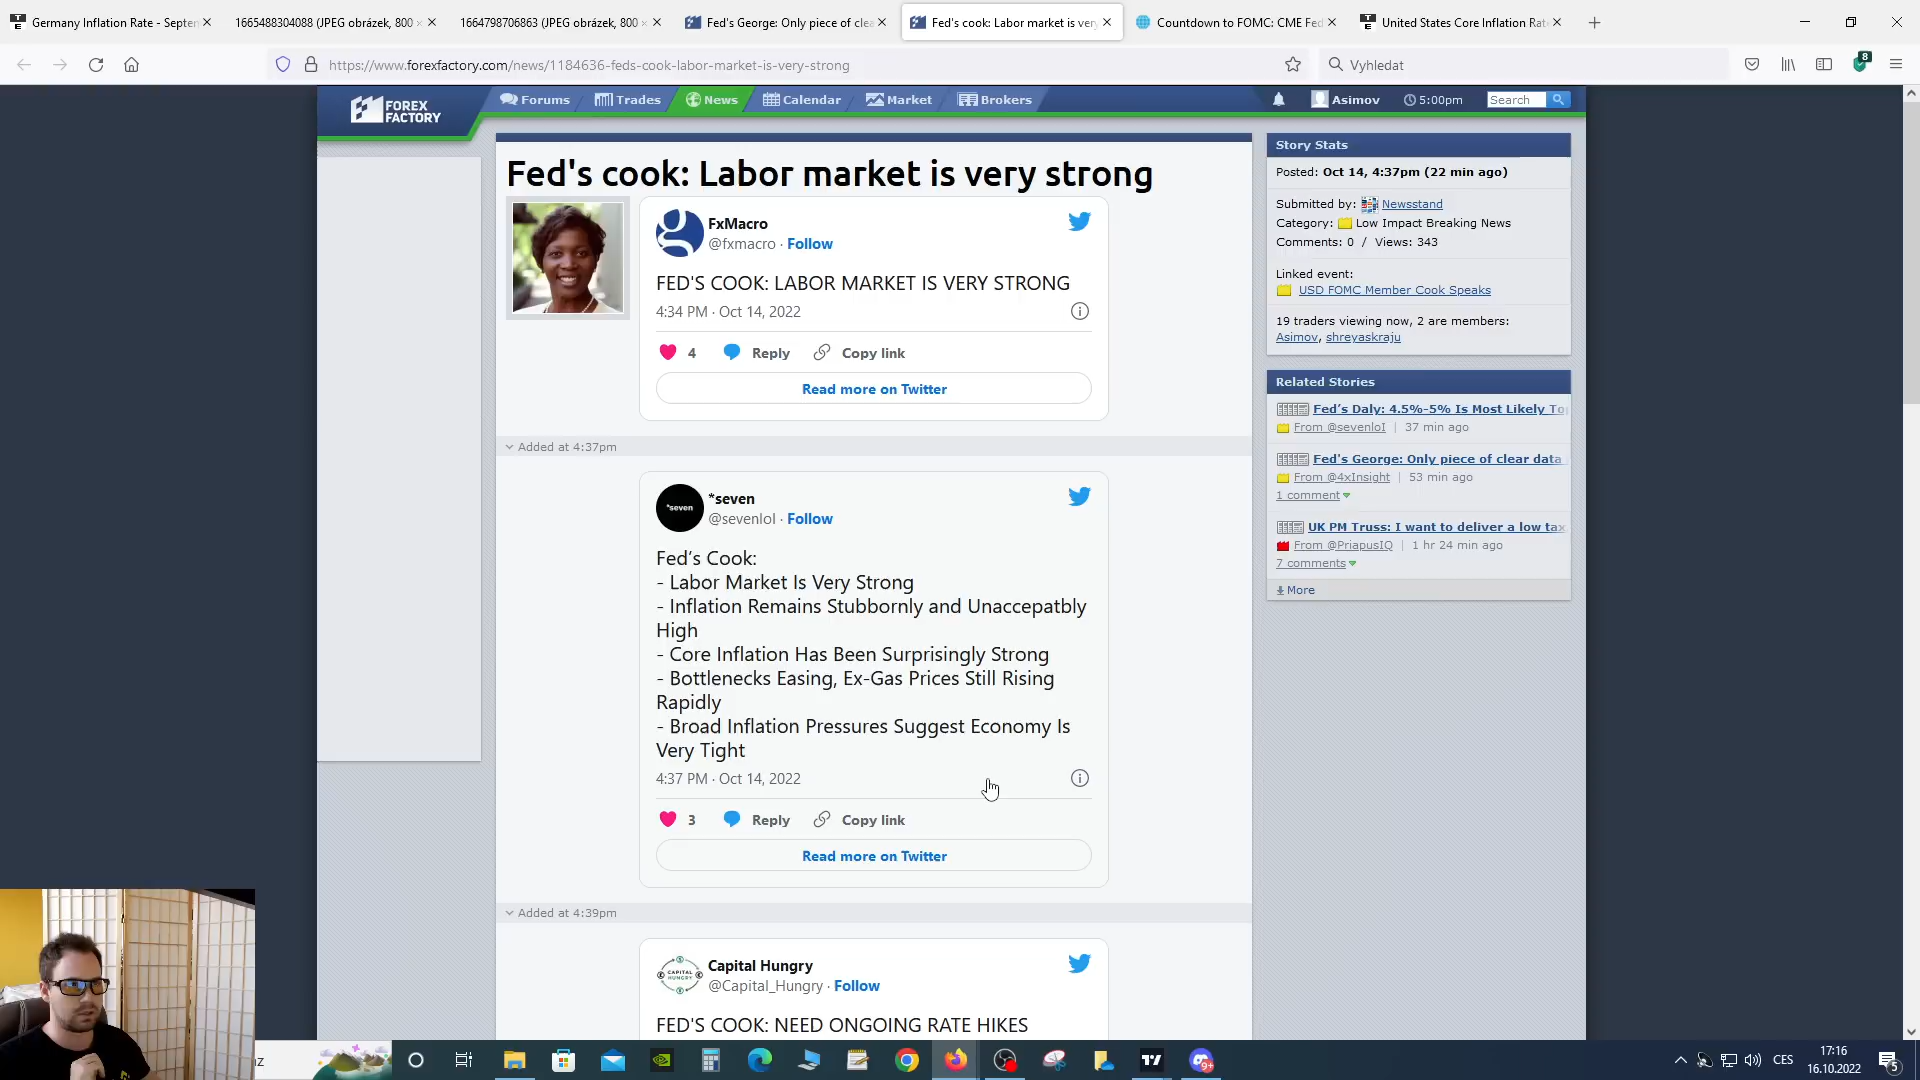 Germany Inflation Rate - Septem
1665488304088 (JPEG obrázek, 800 ×
1664798706863 (JPEG obrázek, 800 ×
Fed's George: Only piece of clea
Fed's cook: Labor market is very
Countdown to FOMC: CME Fed
United States Core Inflation Rate
https://www.forexfactory.com/news/1184636-feds-cook-labor-market-is-very-strong
Vyhledat
8
FOREX FACTORY
Forums
Trades
News
Calendar
Market
Brokers
Asimov
5:00pm
Search
Fed's cook: Labor market is very strong
FxMacro
@fxmacro · Follow
FED'S COOK: LABOR MARKET IS VERY STRONG
4:34 PM · Oct 14, 2022
4 Reply Copy link
Read more on Twitter
Added at 4:37pm
*seven
*seven
@sevenloI · Follow
Fed’s Cook:
- Labor Market Is Very Strong
- Inflation Remains Stubbornly and Unaccepatbly
High
- Core Inflation Has Been Surprisingly Strong
- Bottlenecks Easing, Ex-Gas Prices Still Rising
Rapidly
- Broad Inflation Pressures Suggest Economy Is
Very Tight
4:37 PM · Oct 14, 2022
3 Reply Copy link
Read more on Twitter
Added at 4:39pm
CAPITAL HUNGRY
Capital Hungry
@Capital_Hungry · Follow
FED'S COOK: NEED ONGOING RATE HIKES
Story Stats
Posted: Oct 14, 4:37pm (22 min ago)
Submitted by: Newsstand
Category: Low Impact Breaking News
Comments: 0 / Views: 343
Linked event:
USD FOMC Member Cook Speaks
19 traders viewing now, 2 are members:
Asimov, shreyaskraju
Related Stories
Fed’s Daly: 4.5%-5% Is Most Likely To
From @sevenloI | 37 min ago
Fed's George: Only piece of clear data
From @4xInsight | 53 min ago
1 comment
UK PM Truss: I want to deliver a low tax
From @PriapusIQ | 1 hr 24 min ago
7 comments
More
az
9+
CES
17:16
16.10.2022
5